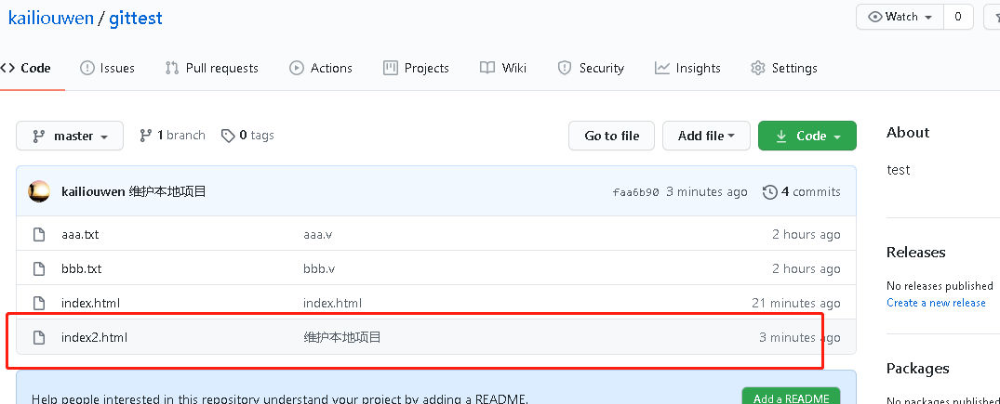 kailiouwen / gittest
Watch 0
Code Issues Pull requests Actions Projects Wiki Security Insights Settings
master 1 branch 0 tags Go to file Add file Code
kailiouwen 维护本地项目 faa6b90 3 minutes ago 4 commits
aaa.txt aaa.v 2 hours ago
bbb.txt bbb.v 2 hours ago
index.html index.html 21 minutes ago
index2.html 维护本地项目 3 minutes ago
Help people interested in this repository understand your project by adding a README. Add a README
About
test
Releases
No releases published
Create a new release
Packages
No packages published